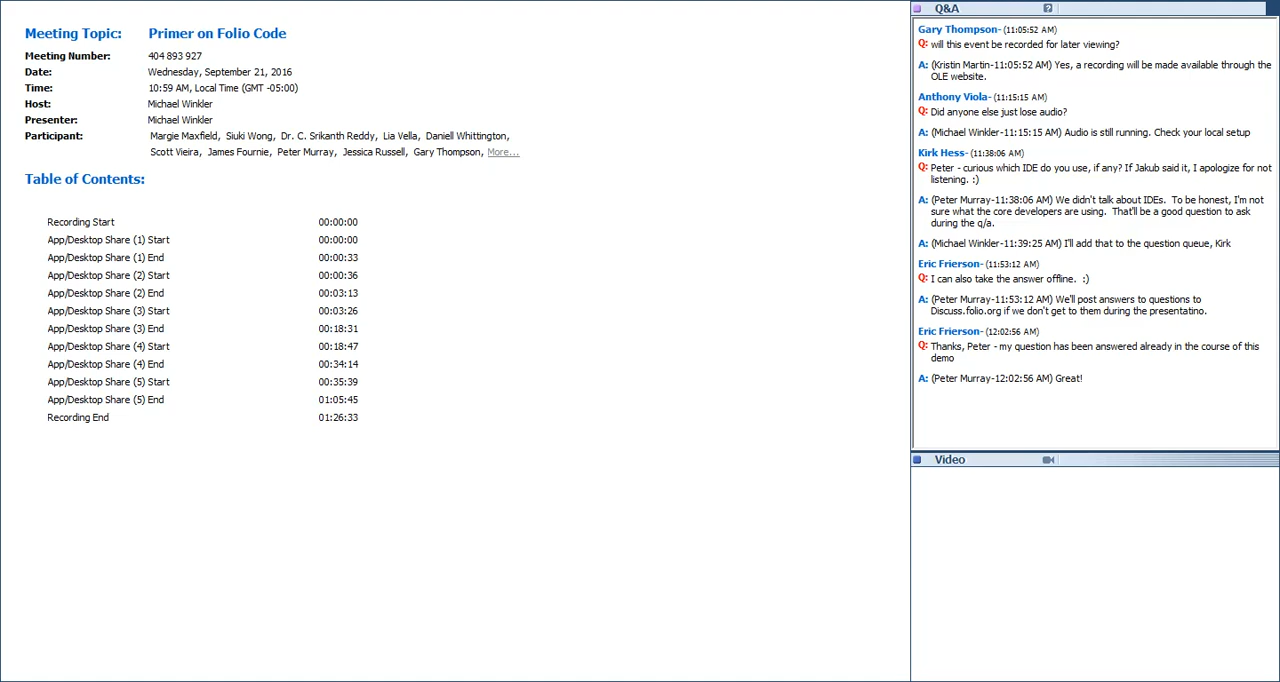 Meeting Topic: Primer on Folio Code
Meeting Number: 404 893 927
Date: Wednesday, September 21, 2016
Time: 10:59 AM, Local Time (GMT -05:00)
Host: Michael Winkler
Presenter: Michael Winkler
Participant: Margie Maxfield, Siuki Wong, Dr. C. Srikanth Reddy, Lia Vella, Daniell Whittington,
Scott Vieira, James Fournie, Peter Murray, Jessica Russell, Gary Thompson, More...
Table of Contents:
Recording Start 00:00:00
App/Desktop Share (1) Start 00:00:00
App/Desktop Share (1) End 00:00:33
App/Desktop Share (2) Start 00:00:36
App/Desktop Share (2) End 00:03:13
App/Desktop Share (3) Start 00:03:26
App/Desktop Share (3) End 00:18:31
App/Desktop Share (4) Start 00:18:47
App/Desktop Share (4) End 00:34:14
App/Desktop Share (5) Start 00:35:39
App/Desktop Share (5) End 01:05:45
Recording End 01:26:33
Q&A ?
Gary Thompson- (11:05:52 AM)
Q: will this event be recorded for later viewing?
A: (Kristin Martin-11:05:52 AM) Yes, a recording will be made available through the
OLE website.
Anthony Viola- (11:15:15 AM)
Q: Did anyone else just lose audio?
A: (Michael Winkler-11:15:15 AM) Audio is still running. Check your local setup
Kirk Hess- (11:38:06 AM)
Q: Peter - curious which IDE do you use, if any? If Jakub said it, I apologize for not
listening. :)
A: (Peter Murray-11:38:06 AM) We didn't talk about IDEs. To be honest, I'm not
sure what the core developers are using. That'll be a good question to ask
during the q/a.
A: (Michael Winkler-11:39:25 AM) I'll add that to the question queue, Kirk
Eric Frierson- (11:53:12 AM)
Q: I can also take the answer offline. :)
A: (Peter Murray-11:53:12 AM) We'll post answers to questions to
Discuss.folio.org if we don't get to them during the presentatino.
Eric Frierson- (12:02:56 AM)
Q: Thanks, Peter - my question has been answered already in the course of this
demo
A: (Peter Murray-12:02:56 AM) Great!
Video